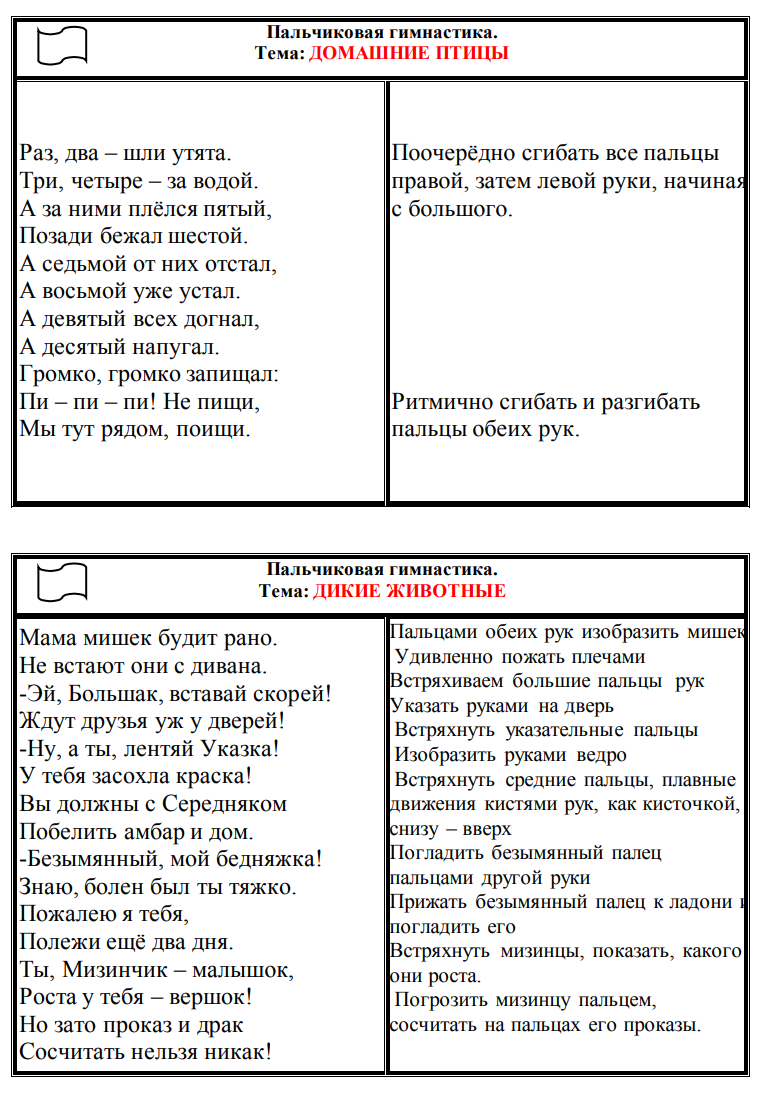 Пальчиковая гимнастика.
Тема: ДОМАШНИЕ ПТИЦЫ
Раз, два – шли утята.
Три, четыре – за водой.
А за ними плёлся пятый,
Позади бежал шестой.
А седьмой от них отстал,
А восьмой уже устал.
А девятый всех догнал,
А десятый напугал.
Громко, громко запищал:
Пи – пи – пи! Не пищи,
Мы тут рядом, поищи.
Поочерёдно сгибать все пальцы
правой, затем левой руки, начиная
с большого.
Ритмично сгибать и разгибать
пальцы обеих рук.
Пальчиковая гимнастика.
Тема: ДИКИЕ ЖИВОТНЫЕ
Мама мишек будит рано.
Не встают они с дивана.
-Эй, Большак, вставай скорей!
Ждут друзья уж у дверей!
-Ну, а ты, лентяй Указка!
У тебя засохла краска!
Вы должны с Середняком
Побелить амбар и дом.
-Безымянный, мой бедняжка!
Знаю, болен был ты тяжко.
Пожалею я тебя,
Полежи ещё два дня.
Ты, Мизинчик – малышок,
Роста у тебя – вершок!
Но зато проказ и драк
Сосчитать нельзя никак!
Пальцами обеих рук изобразить мишек
Удивленно пожать плечами
Встряхиваем большие пальцы рук
Указать руками на дверь
Встряхнуть указательные пальцы
Изобразить руками ведро
Встряхнуть средние пальцы, плавные
движения кистями рук, как кисточкой,
снизу – вверх
Погладить безымянный палец
пальцами другой руки
Прижать безымянный палец к ладони и
погладить его
Встряхнуть мизинцы, показать, какого
они роста.
Погрозить мизинцу пальцем,
сосчитать на пальцах его проказы.